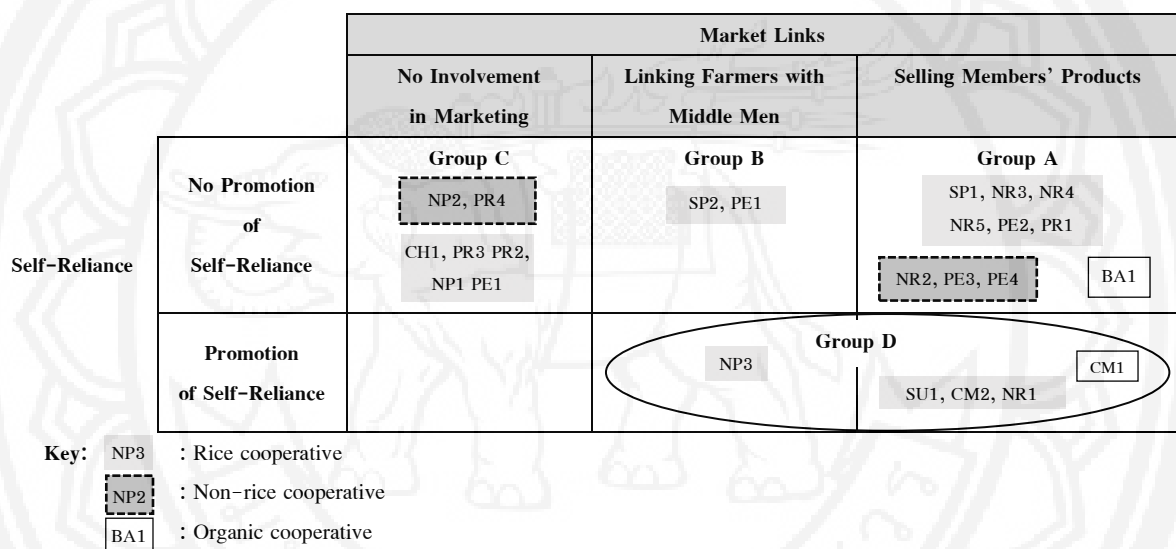 Market Links
No Involvement
in Marketing
Linking Farmers with
Middle Men
Selling Members' Products
Self-Reliance
No Promotion
of
Self-Reliance
Group C
NP2, PR4
CH1, PR3 PR2,
NP1 PE1
Group B
SP2, PE1
Group A
SP1, NR3, NR4
NR5, PE2, PR1
NR2, PE3, PE4
BA1
Promotion
of Self-Reliance
Group D
NP3
CM1
SU1, CM2, NR1
Key: NP3 : Rice cooperative
NP2 : Non-rice cooperative
BA1 : Organic cooperative